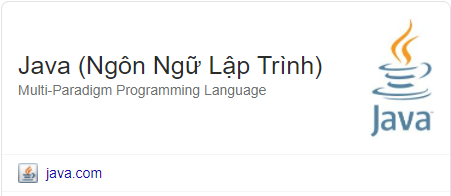 Java (Ngôn Ngữ Lập Trình)
Multi-Paradigm Programming Language
Java
java.com